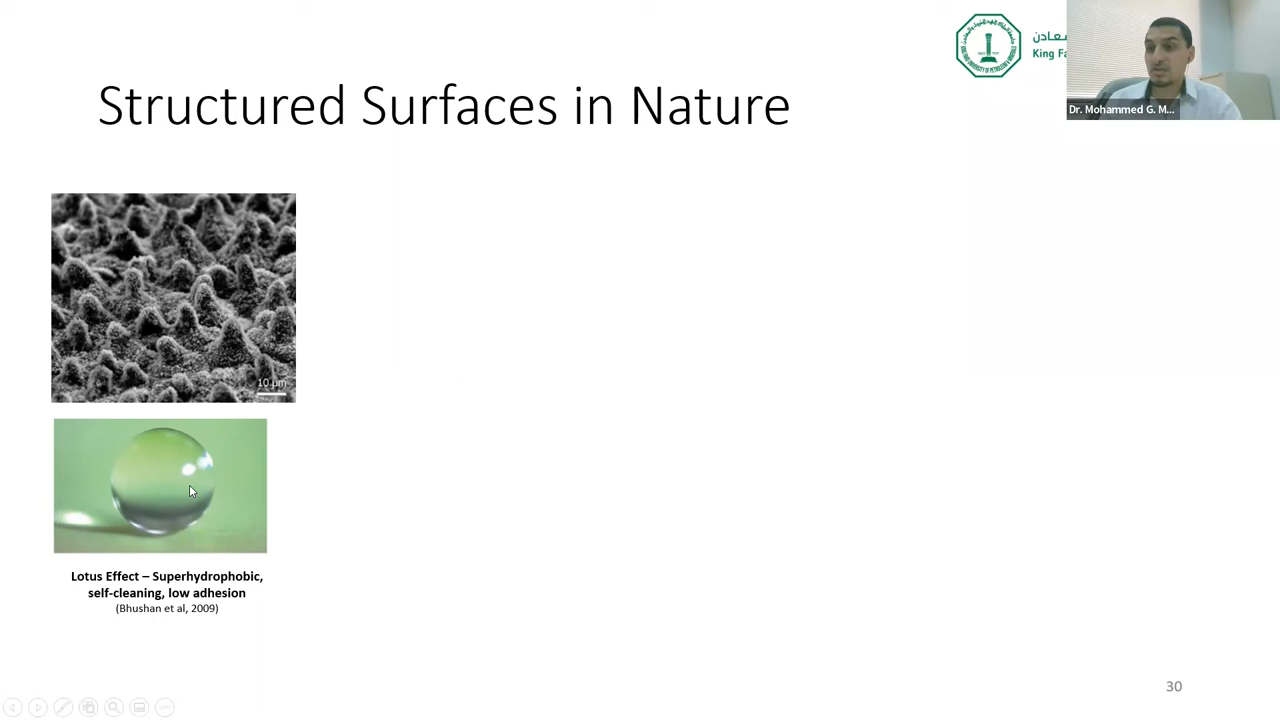 معادن
King Fa
Dr. Mohammed G. M...
Structured Surfaces in Nature
10 µm
Lotus Effect – Superhydrophobic,
self-cleaning, low adhesion
(Bhushan et al, 2009)
30